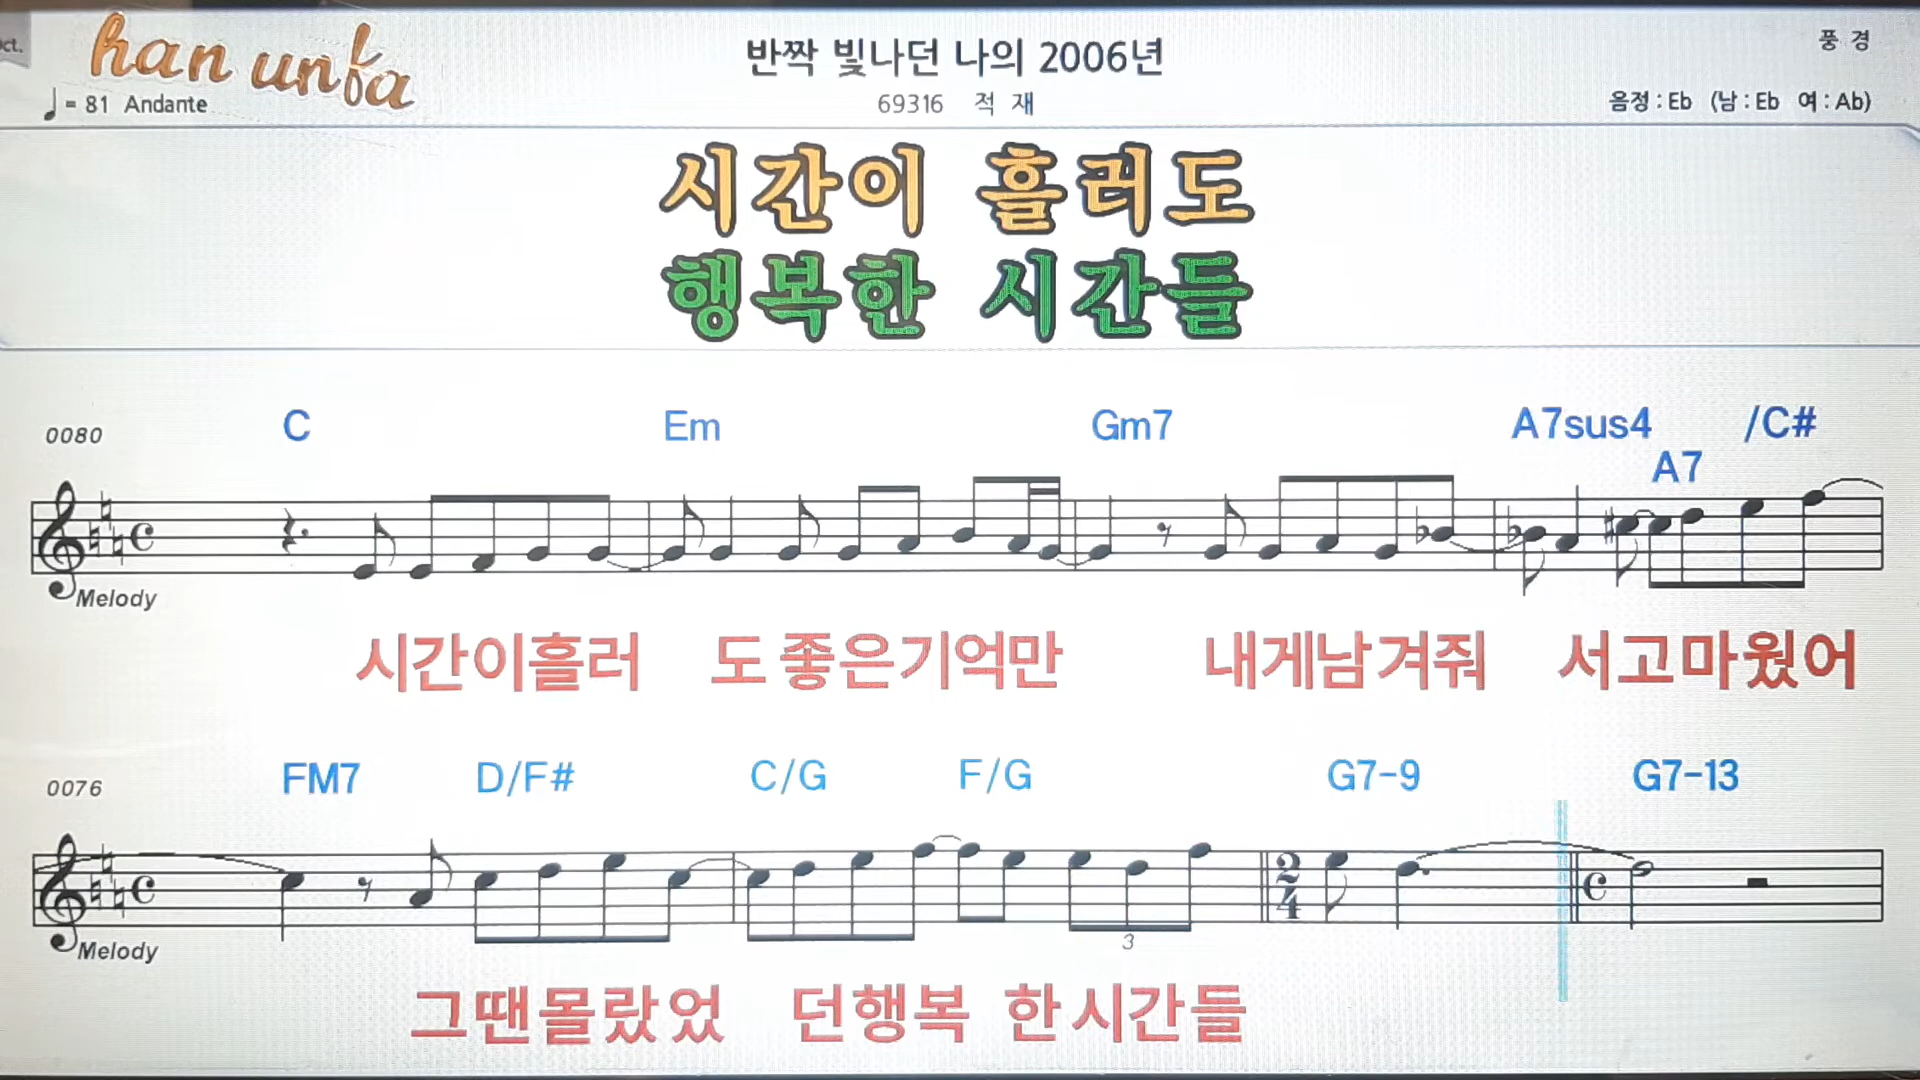 Oct.
han unfa
반짝 빛나던 나의 2006년
풍 경
♩= 81 Andante
69316 적 재
음정 : Eb (남 : Eb 여 : Ab)
시간이 흘러도
행복한 시간들
0080 C Em Gm7 A7sus4 /C#
A7
Melody
시간이흘러 도 좋은기억만 내게남겨줘 서고마웠어
0076 FM7 D/F# C/G F/G G7-9 G7-13
2
4
Melody
3
그땐몰랐었 던행복 한시간들